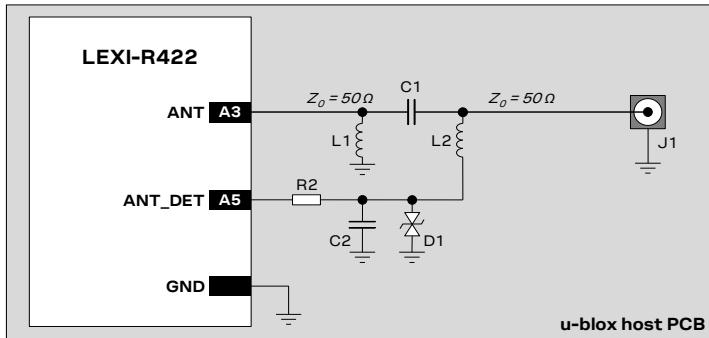 LEXI-R422
ANT A3
Z₀ = 50 Ω
C1
Z₀ = 50 Ω
L1
L2
J1
ANT_DET A5
R2
C2
D1
GND
u-blox host PCB